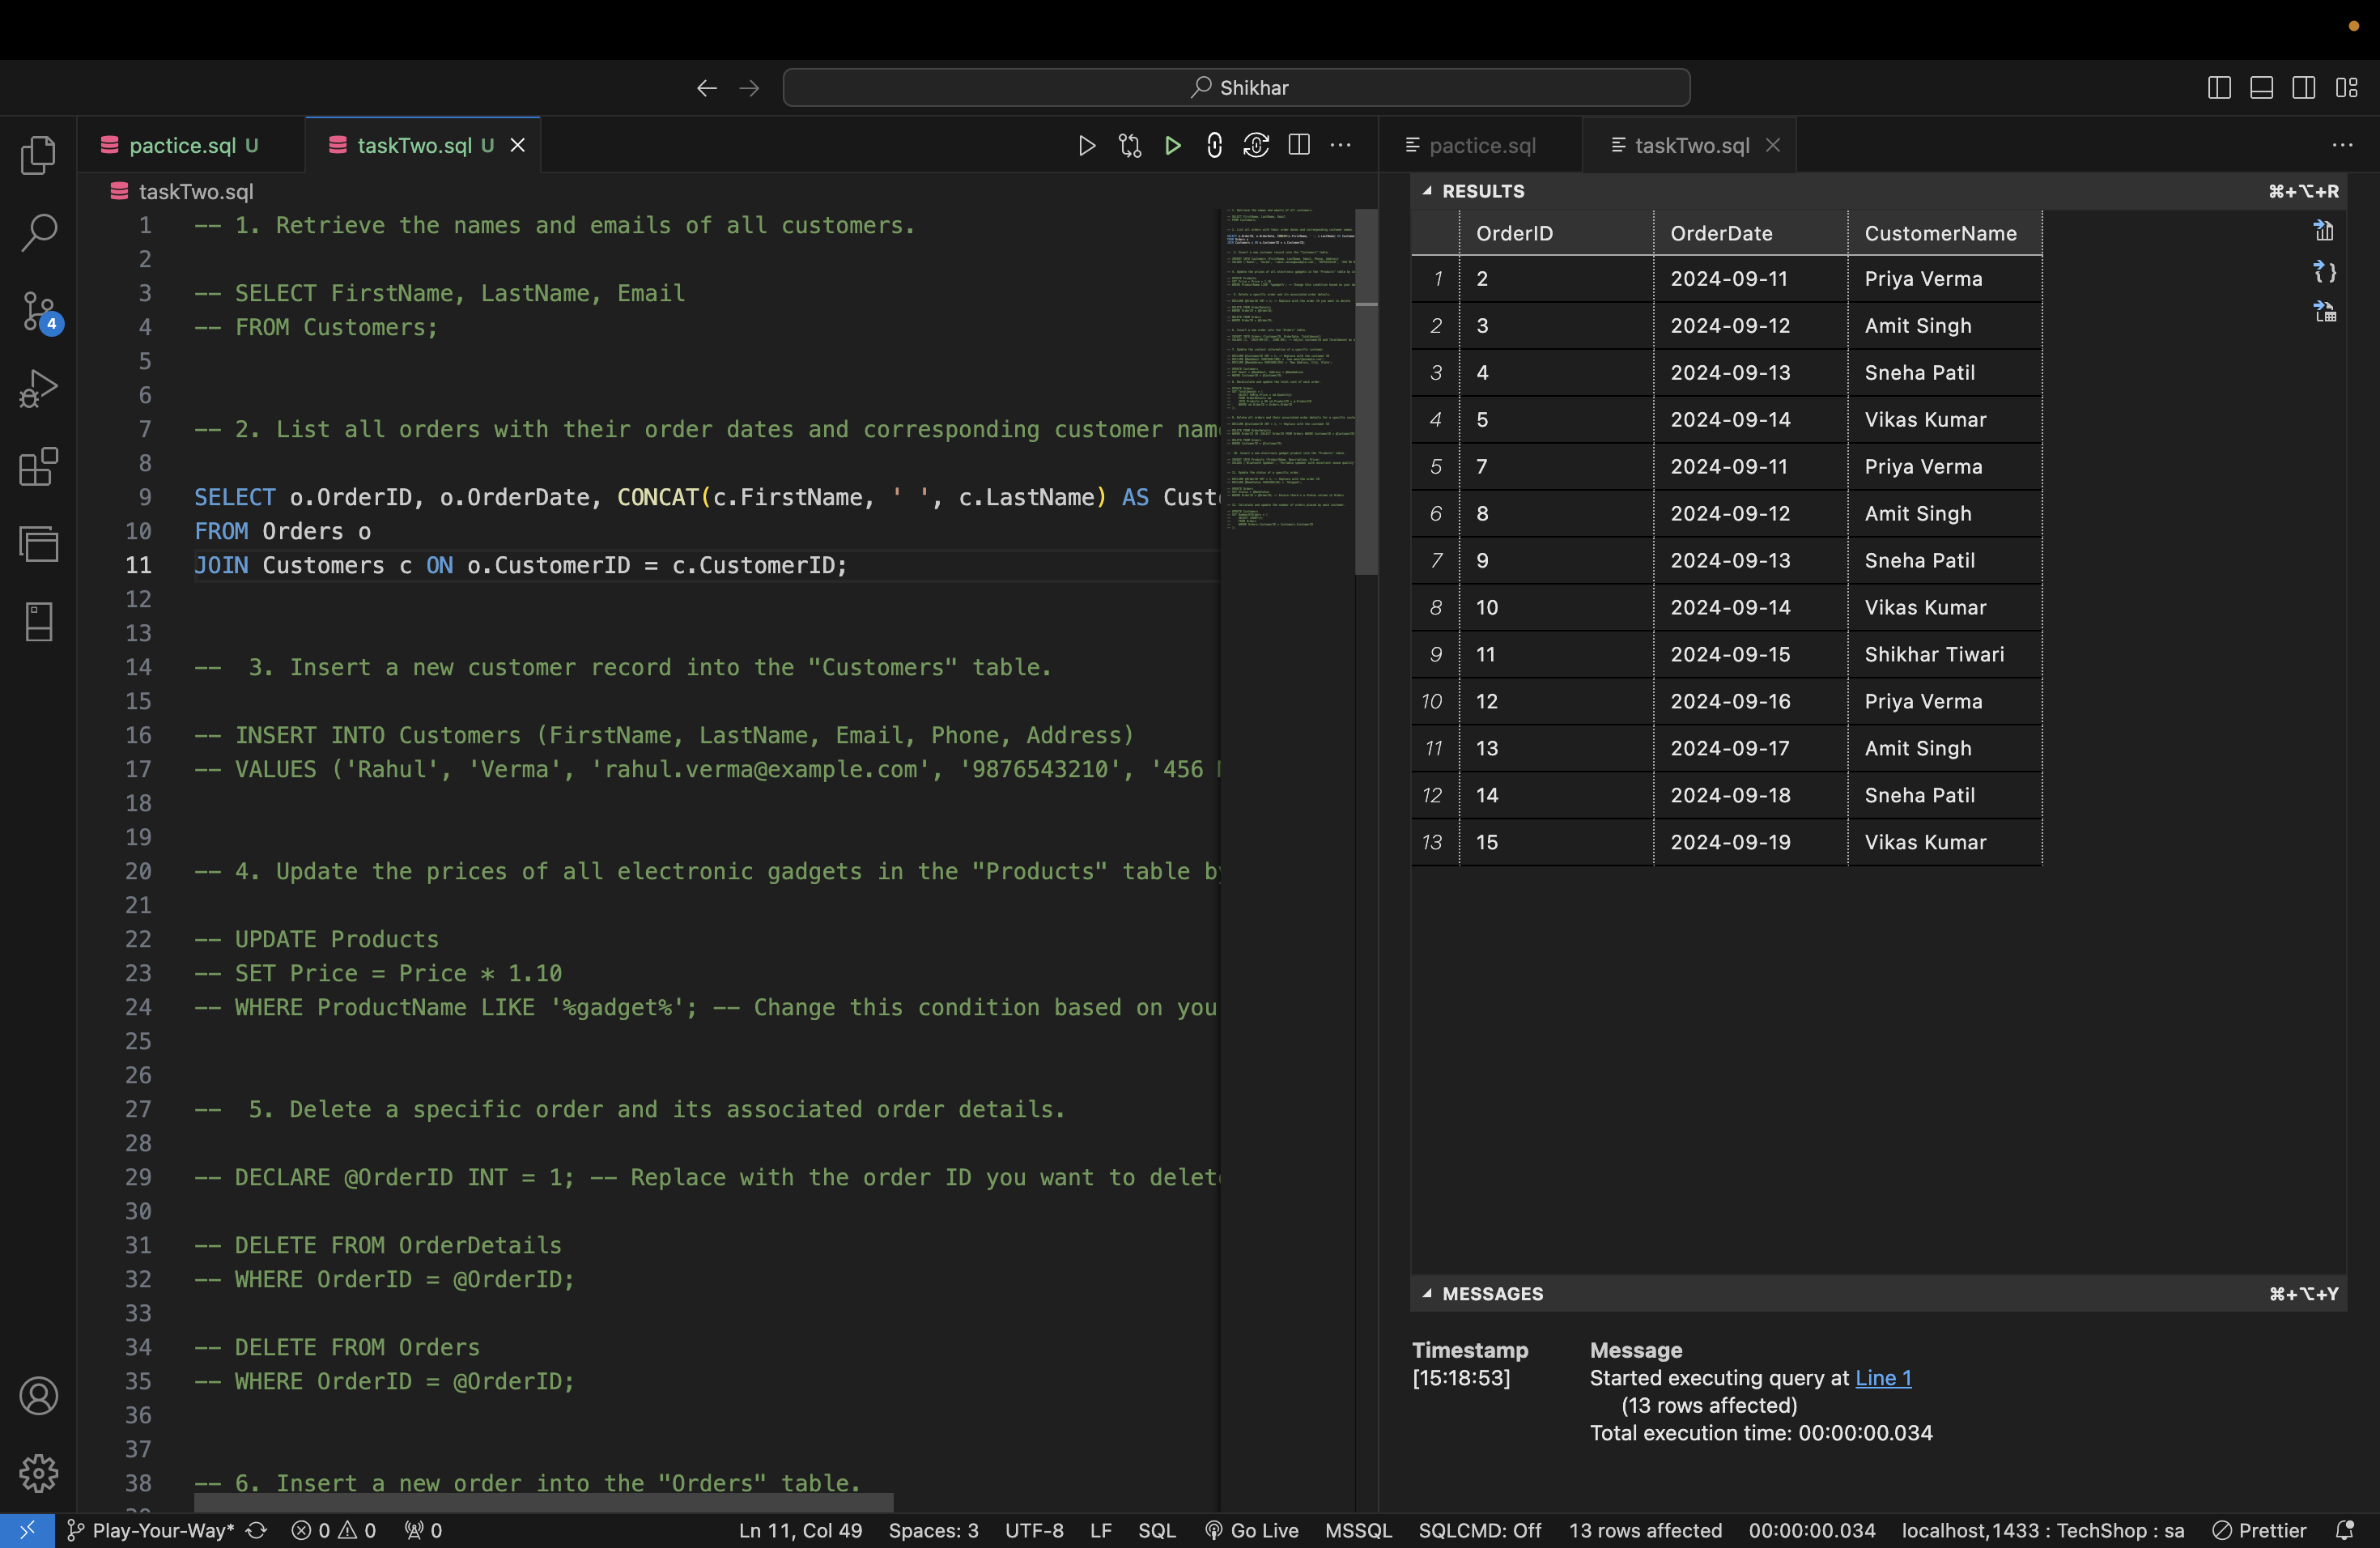 Shikhar
pactice.sql U
taskTwo.sql U
pactice.sql
taskTwo.sql
taskTwo.sql
1 -- 1. Retrieve the names and emails of all customers.
2
3 -- SELECT FirstName, LastName, Email
4 -- FROM Customers;
5
6
7 -- 2. List all orders with their order dates and corresponding customer nam
8
9 SELECT o.OrderID, o.OrderDate, CONCAT(c.FirstName, ' ', c.LastName) AS Cust
10 FROM Orders o
11 JOIN Customers c ON o.CustomerID = c.CustomerID;
12
13
14 --  3. Insert a new customer record into the "Customers" table.
15
16 -- INSERT INTO Customers (FirstName, LastName, Email, Phone, Address)
17 -- VALUES ('Rahul', 'Verma', 'rahul.verma@example.com', '9876543210', '456
18
19
20 -- 4. Update the prices of all electronic gadgets in the "Products" table by
21
22 -- UPDATE Products
23 -- SET Price = Price * 1.10
24 -- WHERE ProductName LIKE '%gadget%'; -- Change this condition based on you
25
26
27 --  5. Delete a specific order and its associated order details.
28
29 -- DECLARE @OrderID INT = 1; -- Replace with the order ID you want to delet
30
31 -- DELETE FROM OrderDetails
32 -- WHERE OrderID = @OrderID;
33
34 -- DELETE FROM Orders
35 -- WHERE OrderID = @OrderID;
36
37
38 -- 6. Insert a new order into the "Orders" table.
4
RESULTS ⌘+⌥+R
OrderID OrderDate CustomerName
1 2 2024-09-11 Priya Verma
2 3 2024-09-12 Amit Singh
3 4 2024-09-13 Sneha Patil
4 5 2024-09-14 Vikas Kumar
5 7 2024-09-11 Priya Verma
6 8 2024-09-12 Amit Singh
7 9 2024-09-13 Sneha Patil
8 10 2024-09-14 Vikas Kumar
9 11 2024-09-15 Shikhar Tiwari
10 12 2024-09-16 Priya Verma
11 13 2024-09-17 Amit Singh
12 14 2024-09-18 Sneha Patil
13 15 2024-09-19 Vikas Kumar
MESSAGES ⌘+⌥+Y
Timestamp Message
[15:18:53] Started executing query at Line 1
(13 rows affected)
Total execution time: 00:00:00.034
Play-Your-Way* 0 0 0 Ln 11, Col 49 Spaces: 3 UTF-8 LF SQL Go Live MSSQL SQLCMD: Off 13 rows affected 00:00:00.034 localhost,1433 : TechShop : sa Prettier